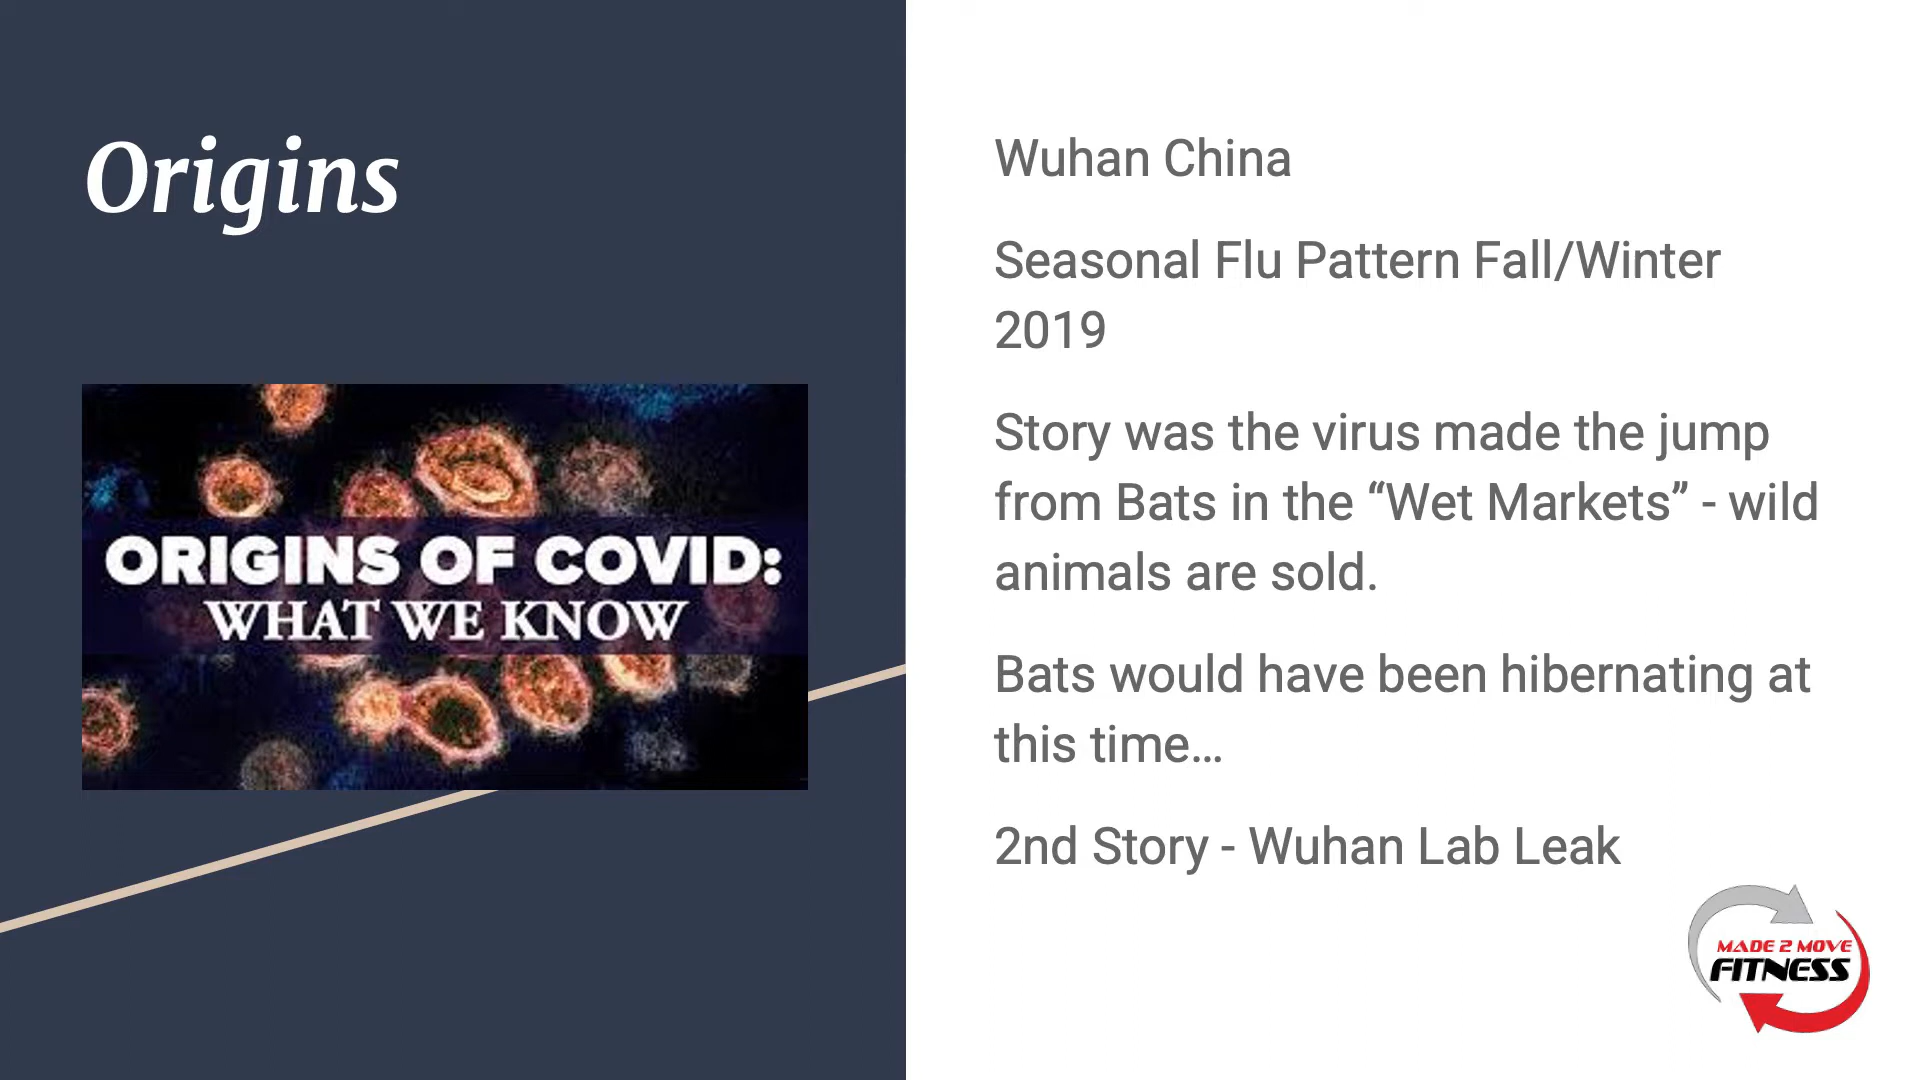 Origins
ORIGINS OF COVID:
WHAT WE KNOW
Wuhan China
Seasonal Flu Pattern Fall/Winter
2019
Story was the virus made the jump
from Bats in the “Wet Markets” - wild
animals are sold.
Bats would have been hibernating at
this time…
2nd Story - Wuhan Lab Leak
MADE 2 MOVE
FITNESS